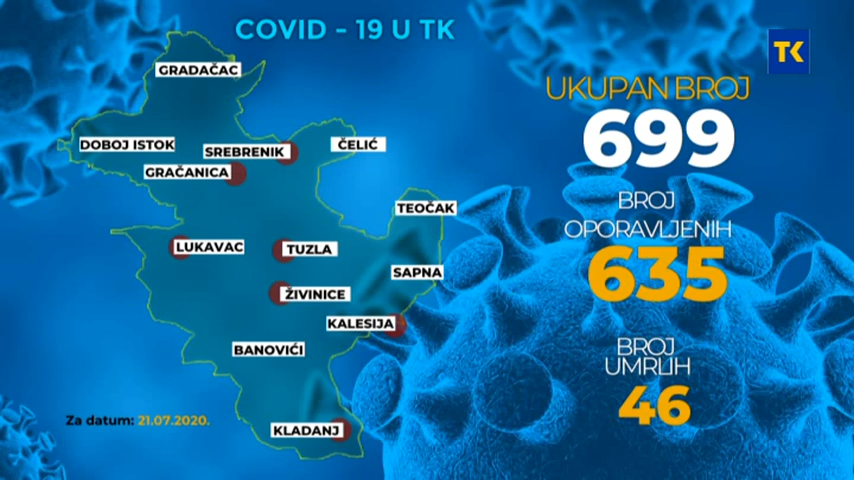 COVID - 19 U TK
TK
GRADAČAC
DOBOJ ISTOK
SREBRENIK
ČELIĆ
GRAČANICA
TEOČAK
LUKAVAC
TUZLA
SAPNA
ŽIVINICE
KALESIJA
BANOVIĆI
KLADANJ
Za datum: 21.07.2020.
UKUPAN BROJ
699
BROJ
OPORAVLJENIH
635
BROJ
UMRLIH
46